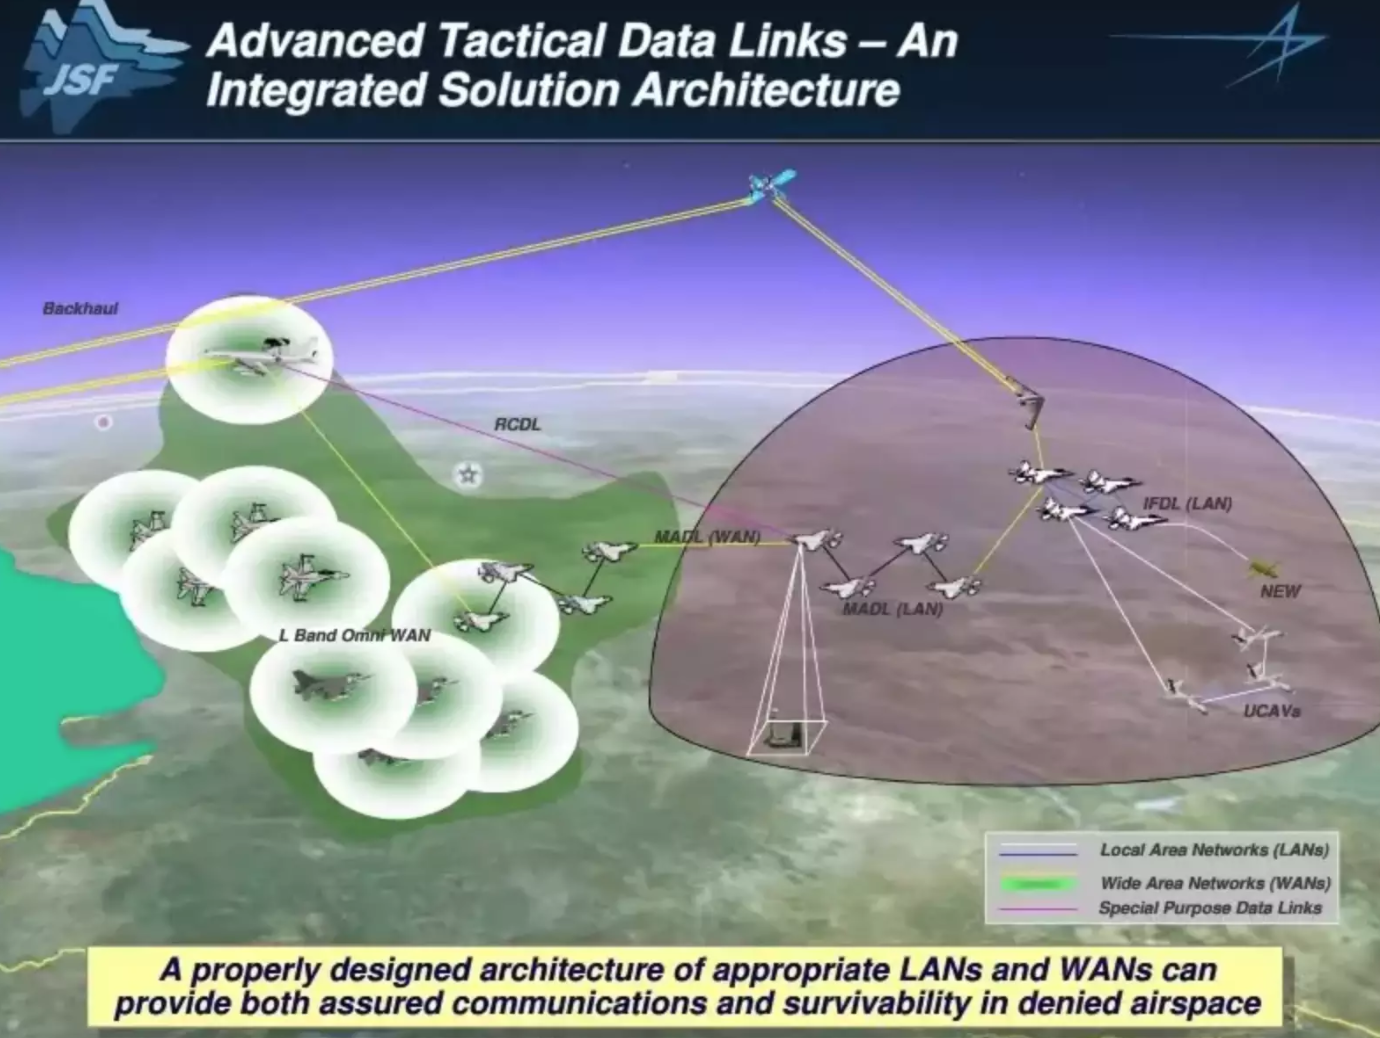 JSF
Advanced Tactical Data Links – An
Integrated Solution Architecture
Backhaul
RCDL
MADL (WAN)
IFDL (LAN)
NEW
MADL (LAN)
L Band Omni WAN
UCAVs
Local Area Networks (LANs)
Wide Area Networks (WANs)
Special Purpose Data Links
A properly designed architecture of appropriate LANs and WANs can
provide both assured communications and survivability in denied airspace